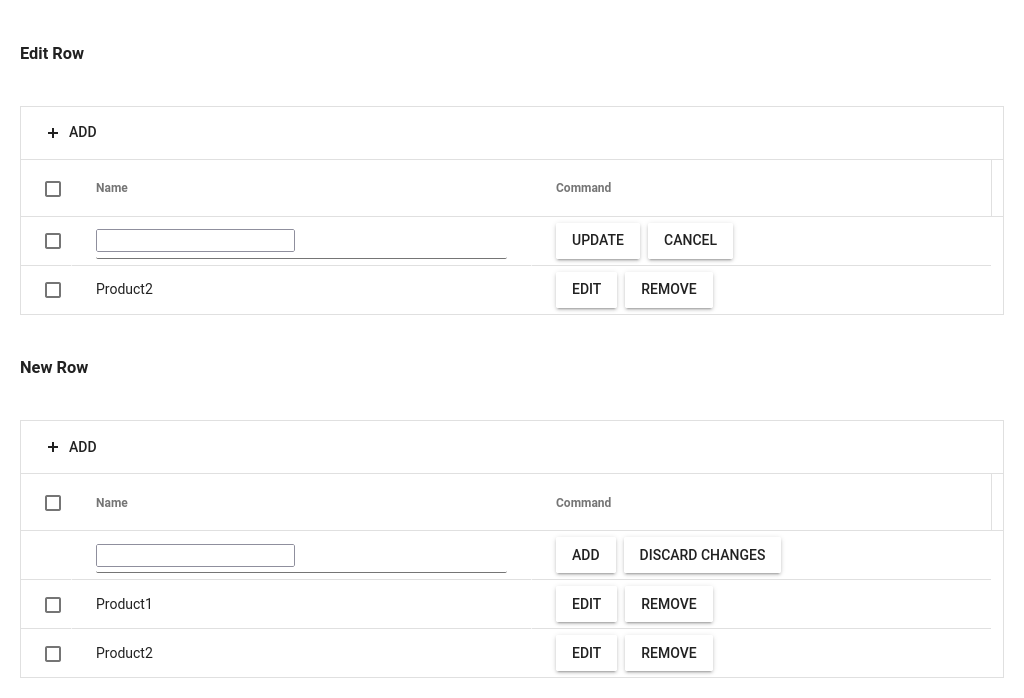 Edit Row
+ ADD
Name Command
UPDATE CANCEL
Product2 EDIT REMOVE
New Row
+ ADD
Name Command
ADD DISCARD CHANGES
Product1 EDIT REMOVE
Product2 EDIT REMOVE